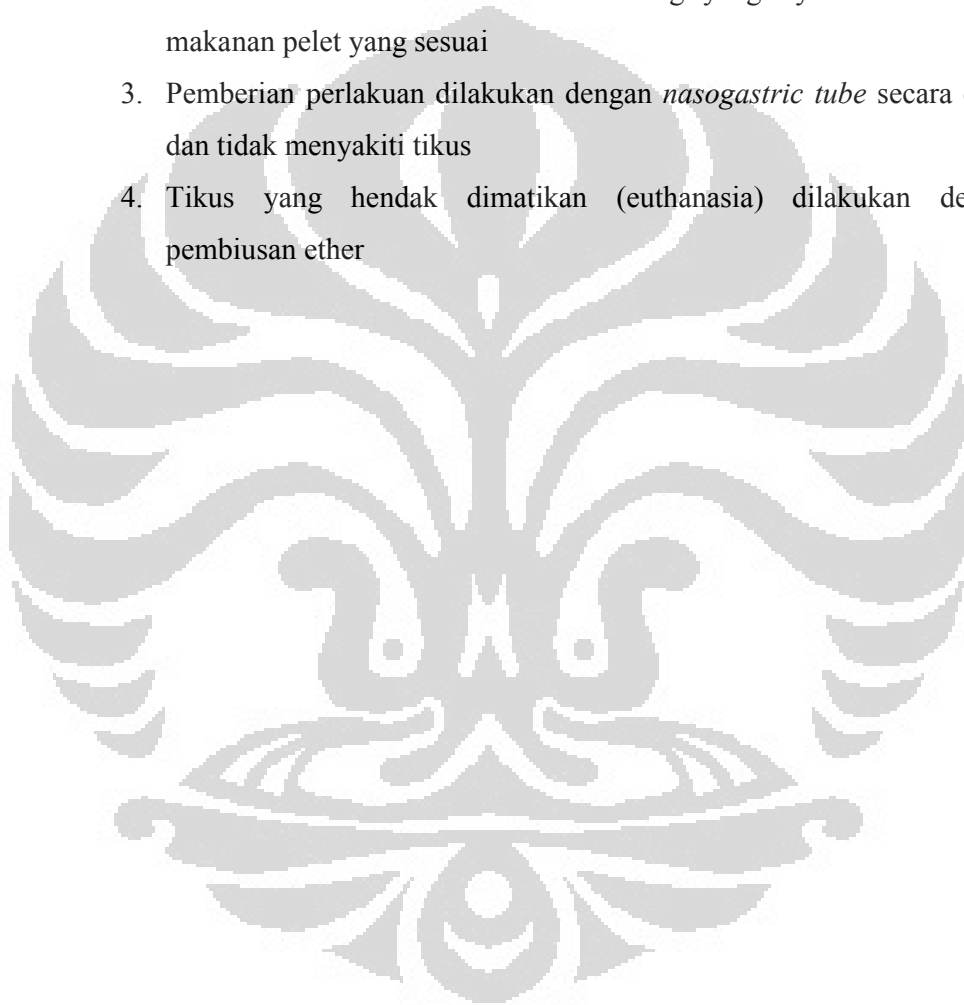 makanan pelet yang sesuai
3. Pemberian perlakuan dilakukan dengan nasogastric tube secara
dan tidak menyakiti tikus
4. Tikus yang hendak dimatikan (euthanasia) dilakukan de
pembiusan ether